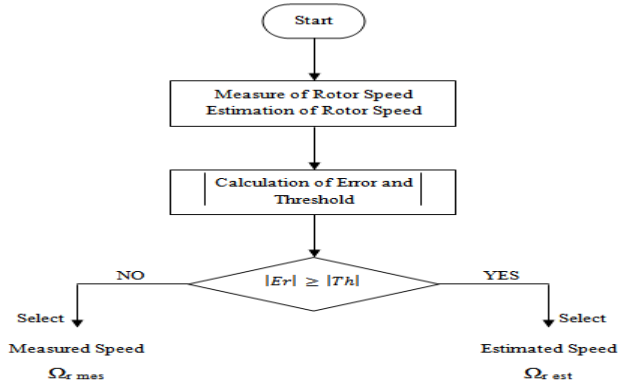 Start
Measure of Rotor Speed
Estimation of Rotor Speed
Calculation of Error and
Threshold
|Er| ≥ |Th|
NO
YES
Select
Measured Speed
Ωr mes
Select
Estimated Speed
Ωr est